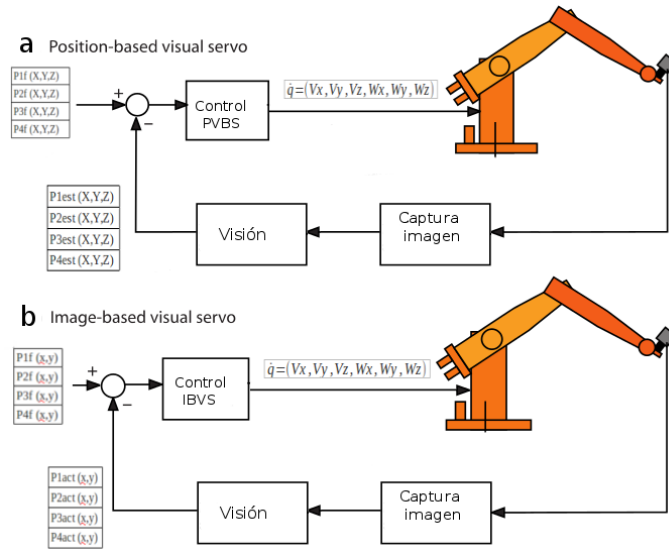 a Position-based visual servo
P1f (X,Y,Z)
P2f (X,Y,Z)
P3f (X,Y,Z)
P4f (X,Y,Z)
+
−
Control
PVBS
q̇=(Vx,Vy,Vz,Wx,Wy,Wz)
P1est (X,Y,Z)
P2est (X,Y,Z)
P3est (X,Y,Z)
P4est (X,Y,Z)
Visión
Captura
imagen
b Image-based visual servo
P1f (x,y)
P2f (x,y)
P3f (x,y)
P4f (x,y)
+
−
Control
IBVS
q̇=(Vx,Vy,Vz,Wx,Wy,Wz)
P1act (x,y)
P2act (x,y)
P3act (x,y)
P4act (x,y)
Visión
Captura
imagen